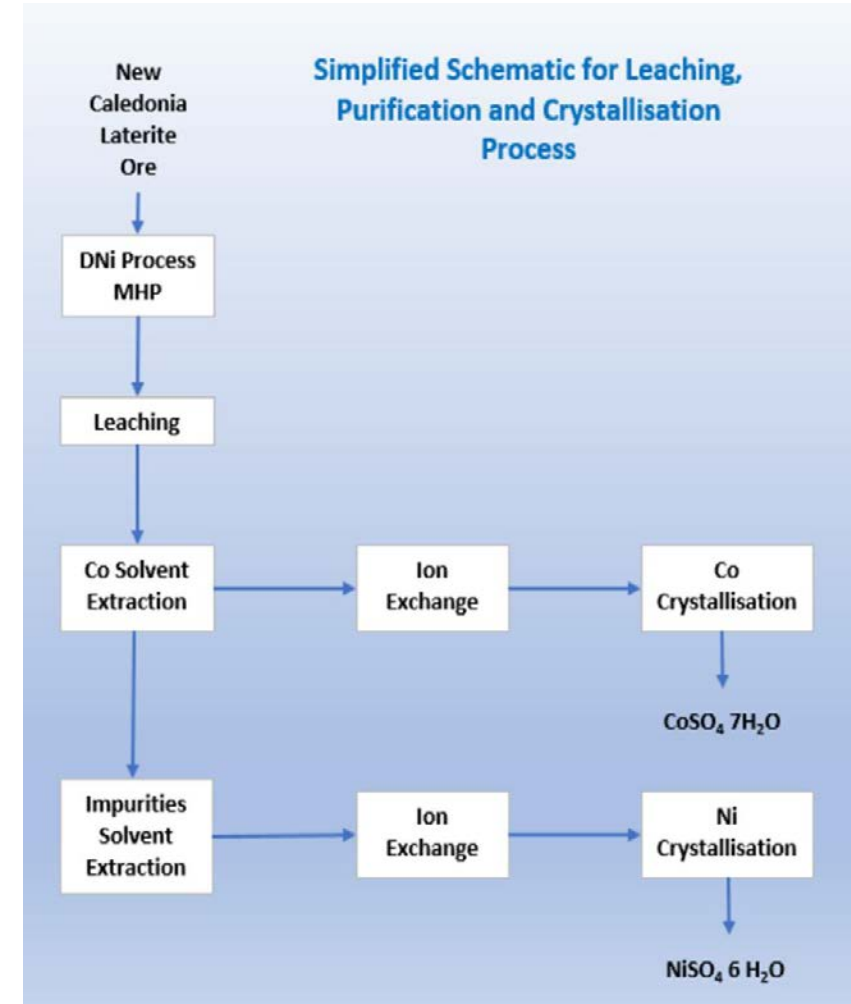 New
Caledonia
Laterite
Ore
Simplified Schematic for Leaching,
Purification and Crystallisation
Process
DNi Process
MHP
Leaching
Co Solvent
Extraction
Ion
Exchange
Co
Crystallisation
CoSO₄ 7H₂O
Impurities
Solvent
Extraction
Ion
Exchange
Ni
Crystallisation
NiSO₄ 6 H₂O